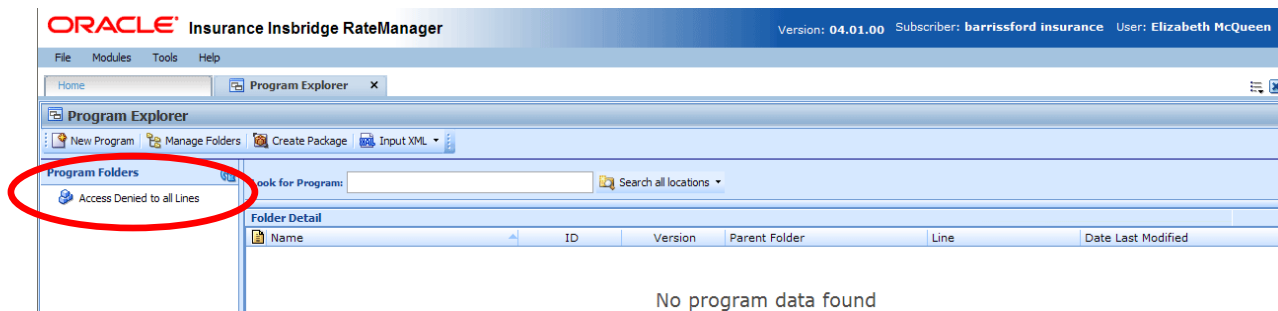 ORACLE® Insurance Insbridge RateManager
Version: 04.01.00 Subscriber: barrissford insurance User: Elizabeth McQueen
File Modules Tools Help
Home Program Explorer x
Program Explorer
New Program Manage Folders Create Package Input XML
Program Folders
Look for Program: Search all locations
Access Denied to all Lines
Folder Detail
Name ID Version Parent Folder Line Date Last Modified
No program data found